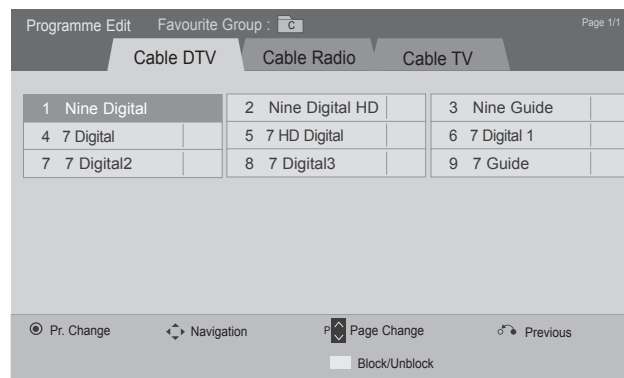 Programme Edit Favourite Group : C Page 1/1
Cable DTV Cable Radio Cable TV
1 Nine Digital 2 Nine Digital HD 3 Nine Guide
4 7 Digital 5 7 HD Digital 6 7 Digital 1
7 7 Digital2 8 7 Digital3 9 7 Guide
Pr. Change Navigation P Page Change Previous
Block/Unblock